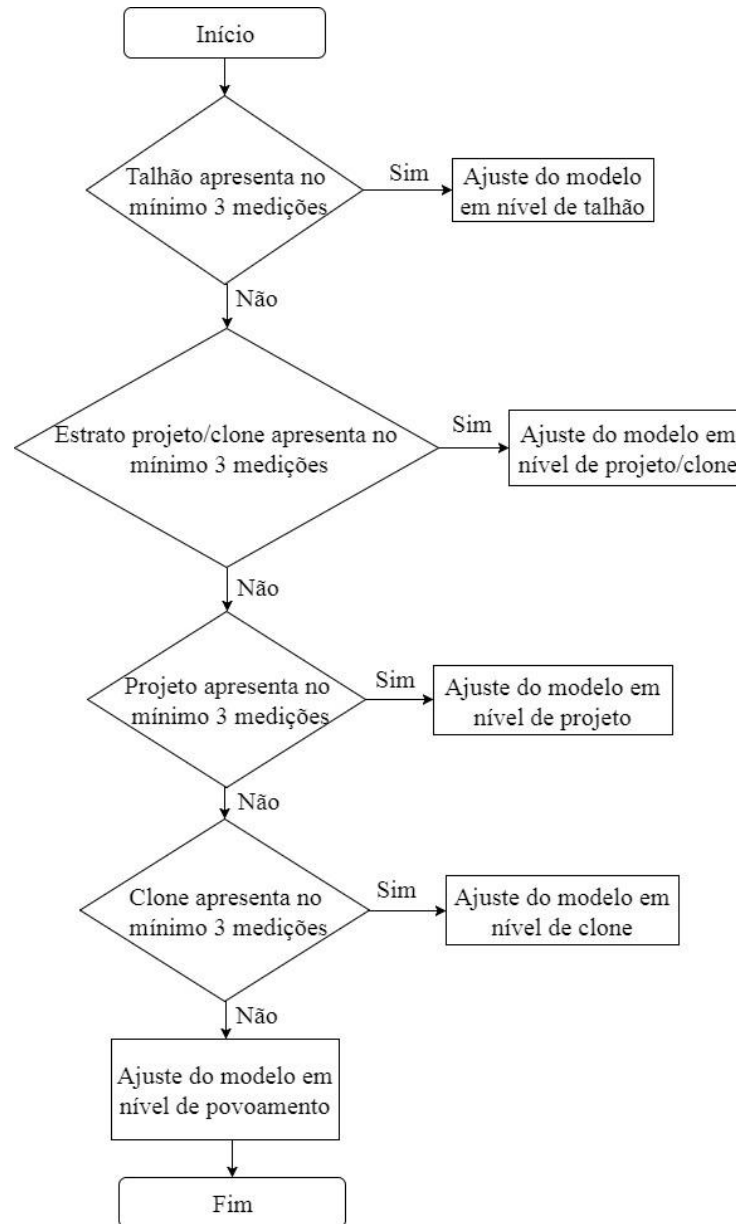 Início
Talhão apresenta no
mínimo 3 medições
Sim
Ajuste do modelo
em nível de talhão
Não
Estrato projeto/clone apresenta no
mínimo 3 medições
Sim
Ajuste do modelo em
nível de projeto/clone
Não
Projeto apresenta no
mínimo 3 medições
Sim
Ajuste do modelo em
nível de projeto
Não
Clone apresenta no
mínimo 3 medições
Sim
Ajuste do modelo em
nível de clone
Não
Ajuste do modelo em
nível de povoamento
Fim